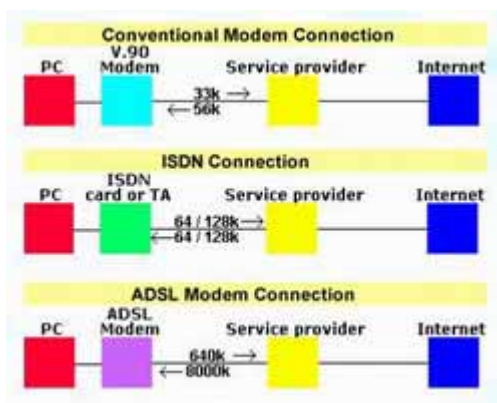 Conventional Modem Connection
V.90
PC Modem Service provider Internet
33k →
← 56k
ISDN Connection
ISDN
PC card or TA Service provider Internet
64 / 128k →
← 64 / 128k
ADSL Modem Connection
ADSL
PC Modem Service provider Internet
640k →
← 8000k